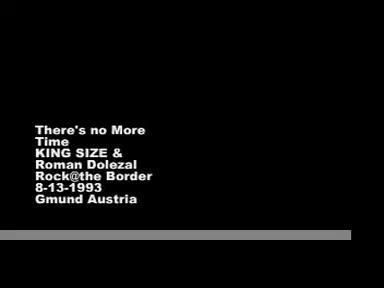 There's no More
Time
KING SIZE &
Roman Dolezal
Rock@the Border
8-13-1993
Gmund Austria